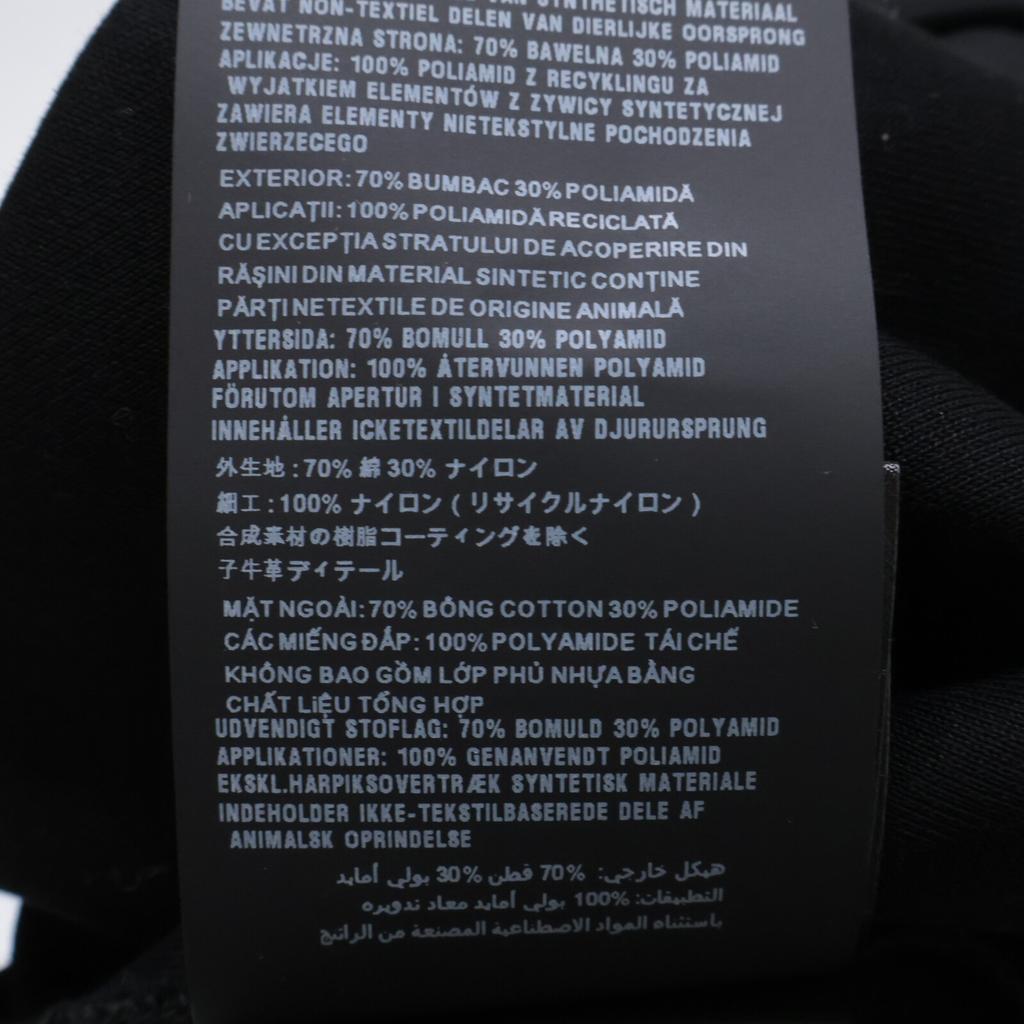 VAN SYNTHETISCH MATERIAAL
BEVAT NON-TEXTIEL DELEN VAN DIERLIJKE OORSPRONG
ZEWNETRZNA STRONA: 70% BAWELNA 30% POLIAMID
APLIKACJE: 100% POLIAMID Z RECYKLINGU ZA
WYJATKIEM ELEMENTÓW Z ZYWICY SYNTETYCZNEJ
ZAWIERA ELEMENTY NIETEKSTYLNE POCHODZENIA
ZWIERZECEGO
EXTERIOR: 70% BUMBAC 30% POLIAMIDĂ
APLICAȚII: 100% POLIAMIDĂ RECICLATĂ
CU EXCEPȚIA STRATULUI DE ACOPERIRE DIN
RĂȘINI DIN MATERIAL SINTETIC CONȚINE
PĂRȚI NETEXTILE DE ORIGINE ANIMALĂ
YTTERSIDA: 70% BOMULL 30% POLYAMID
APPLIKATION: 100% ÅTERVUNNEN POLYAMID
FÖRUTOM APERTUR I SYNTETMATERIAL
INNEHÅLLER ICKETEXTILDELAR AV DJURURSPRUNG
外生地 : 70% 綿 30% ナイロン
細工 : 100% ナイロン ( リサイクルナイロン )
合成素材の樹脂コーティングを除く
子牛革ディテール
MẶT NGOÀI: 70% BÔNG COTTON 30% POLIAMIDE
CÁC MIẾNG ĐẮP: 100% POLYAMIDE TÁI CHẾ
KHÔNG BAO GỒM LỚP PHỦ NHỰA BẰNG
CHẤT LIỆU TỔNG HỢP
UDVENDIGT STOFLAG: 70% BOMULD 30% POLYAMID
APPLIKATIONER: 100% GENANVENDT POLIAMID
EKSKL.HARPIKSOVERTRÆK SYNTETISK MATERIALE
INDEHOLDER IKKE-TEKSTILBASEREDE DELE AF
ANIMALSK OPRINDELSE
هيكل خارجي: 70% قطن 30% بولي أمايد
التطبيقات: 100% بولي أمايد معاد تدويره
باستثناء المواد الاصطناعية المصنعة من الراتنج